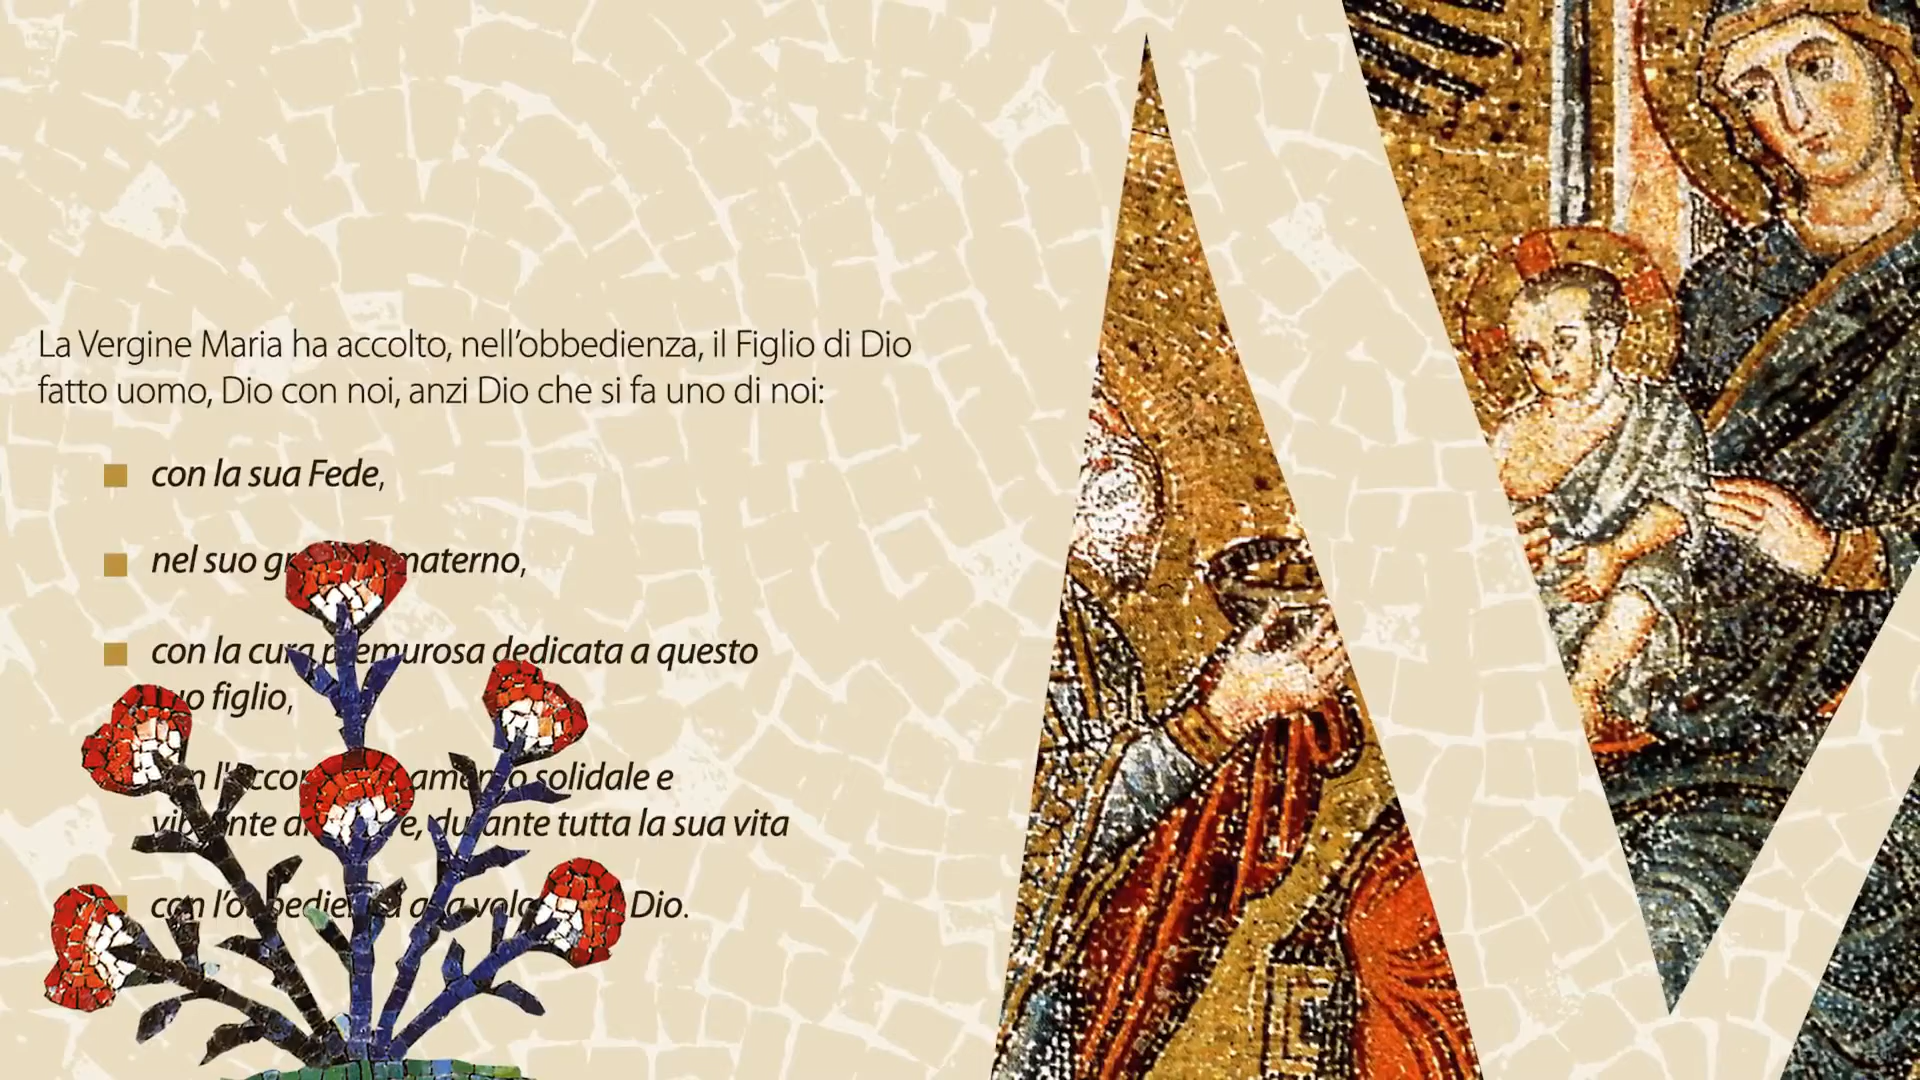 La Vergine Maria ha accolto, nell'obbedienza, il Figlio di Dio
fatto uomo, Dio con noi, anzi Dio che si fa uno di noi:
con la sua Fede,
nel suo materno,
con la cura premurosa dedicata a questo
figlio,
solidale e
durante tutta la sua vita
con Dio.